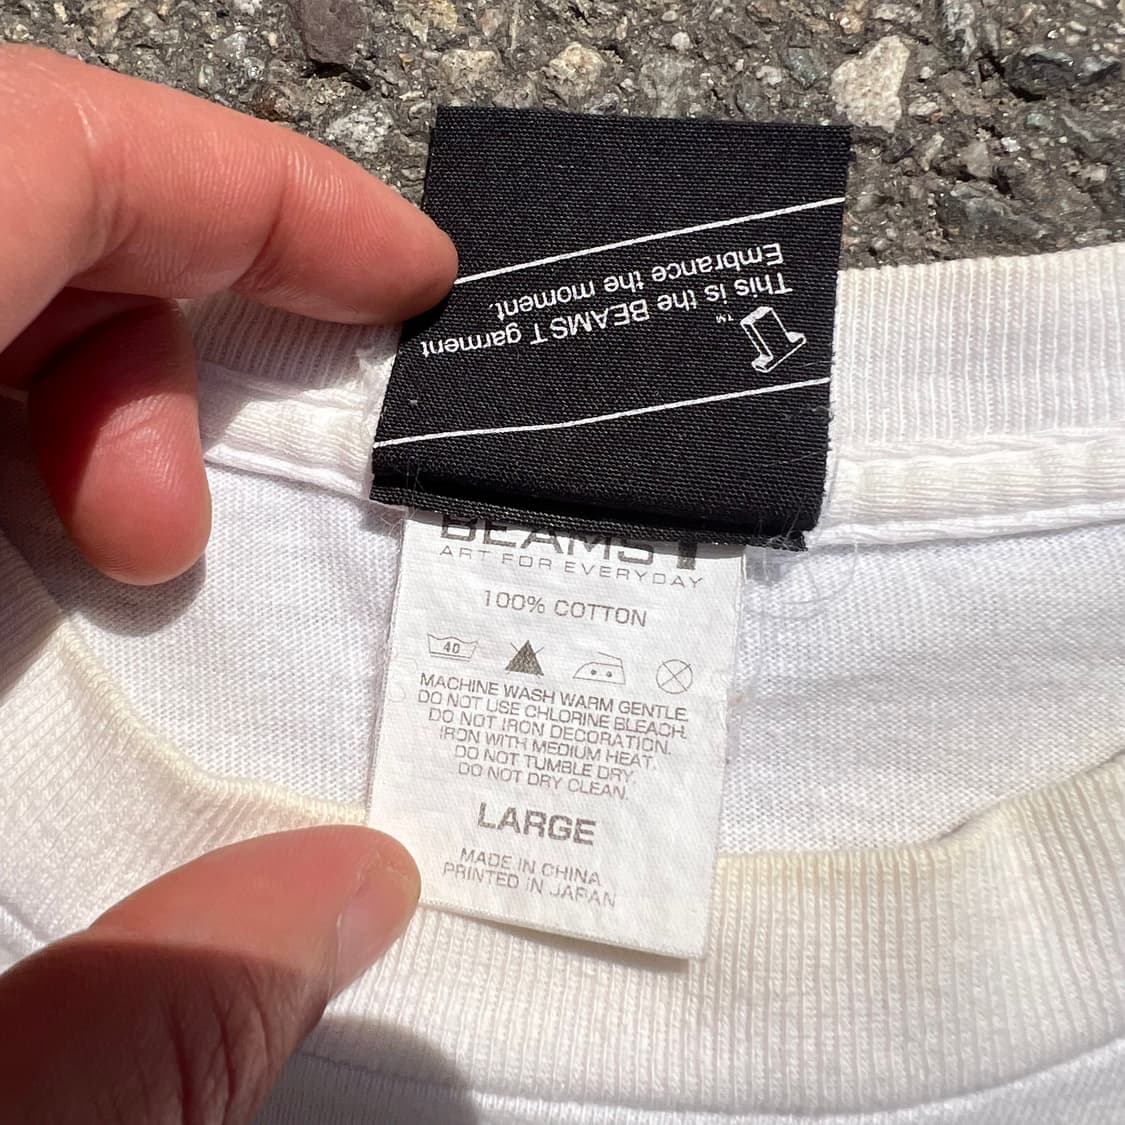 This is the BEAMS T garment
Embrance the moment.
TM
BEAMS T
ART FOR EVERYDAY
100% COTTON
40
MACHINE WASH WARM GENTLE.
DO NOT USE CHLORINE BLEACH.
DO NOT IRON DECORATION.
IRON WITH MEDIUM HEAT.
DO NOT TUMBLE DRY.
DO NOT DRY CLEAN.
LARGE
MADE IN CHINA
PRINTED IN JAPAN